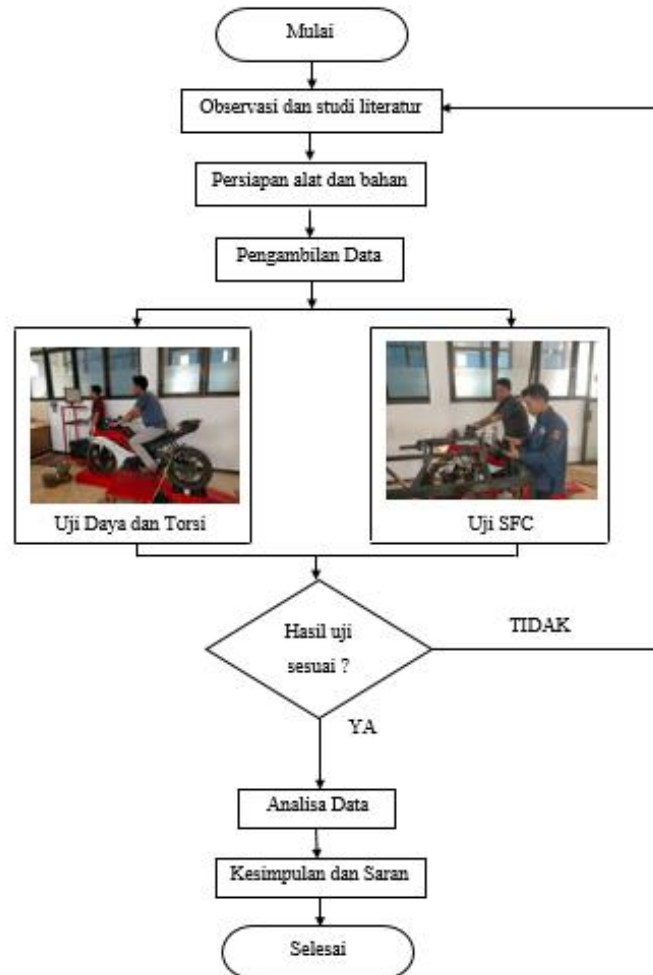 Mulai
Observasi dan studi literatur
Persiapan alat dan bahan
Pengambilan Data
Uji Daya dan Torsi
Uji SFC
Hasil uji
sesuai ?
TIDAK
YA
Analisa Data
Kesimpulan dan Saran
Selesai